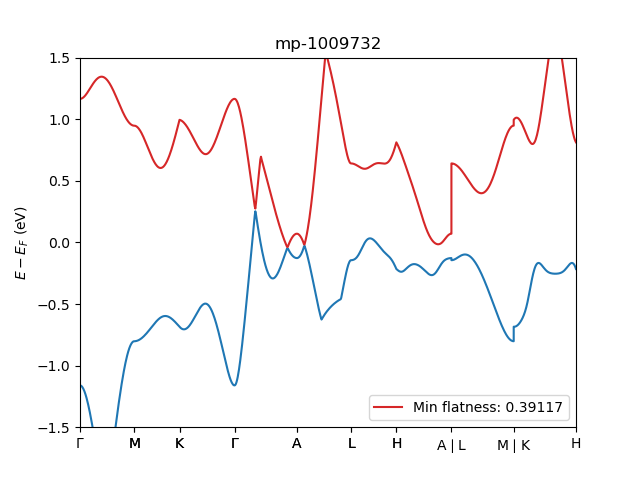 mp-1009732
E − E_F (eV)
1.5
1.0
0.5
0.0
−0.5
−1.0
−1.5
Min flatness: 0.39117
Γ M K Γ A L H A | L M | K H